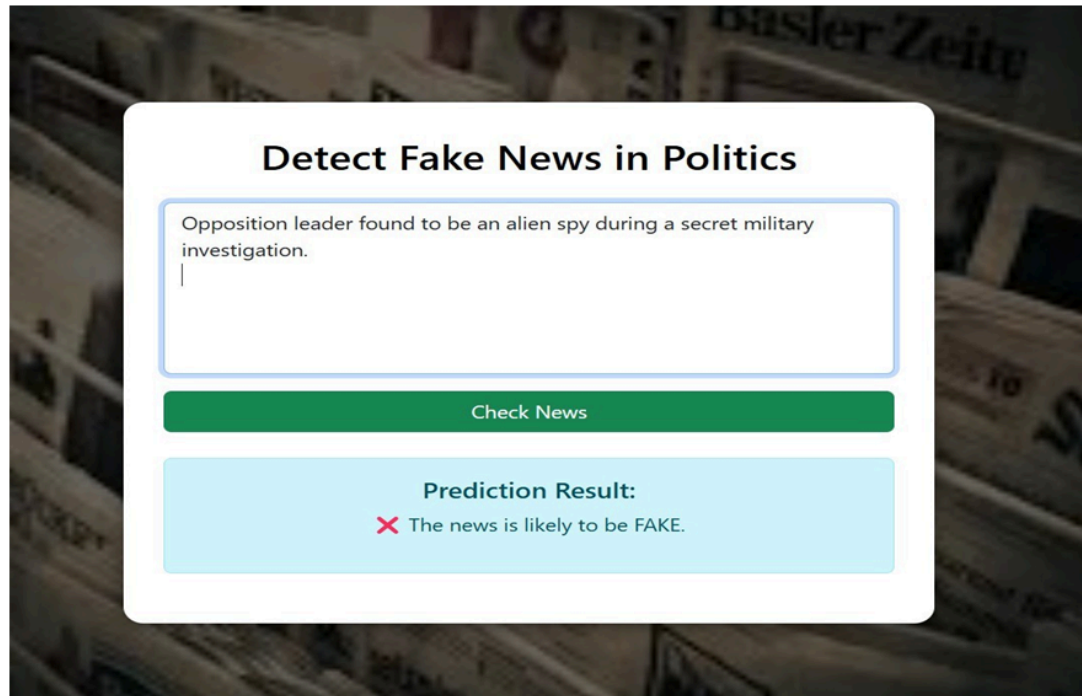 Basler Zeitu
Detect Fake News in Politics
Opposition leader found to be an alien spy during a secret military
investigation.
Check News
Prediction Result:
❌ The news is likely to be FAKE.